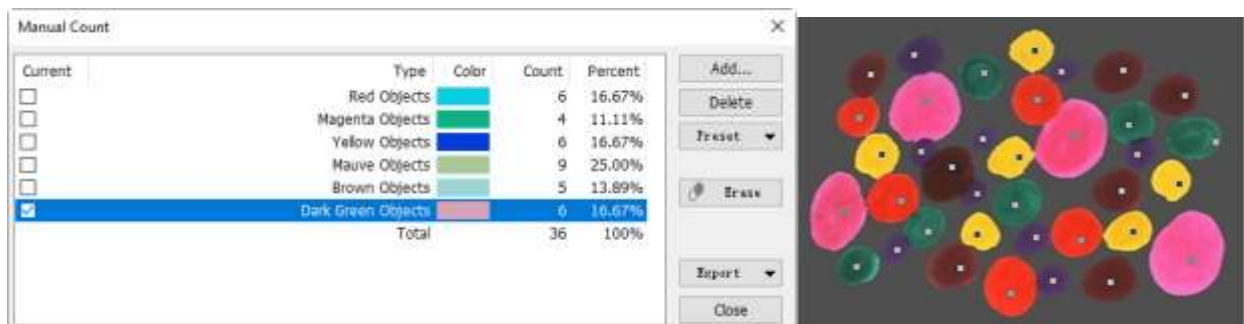 Manual Count
Current Type Color Count Percent
Red Objects 6 16.67%
Magenta Objects 4 11.11%
Yellow Objects 6 16.67%
Mauve Objects 9 25.00%
Brown Objects 5 13.89%
Dark Green Objects 6 16.67%
Total 36 100%
Add...
Delete
Preset
Erase
Export
Close